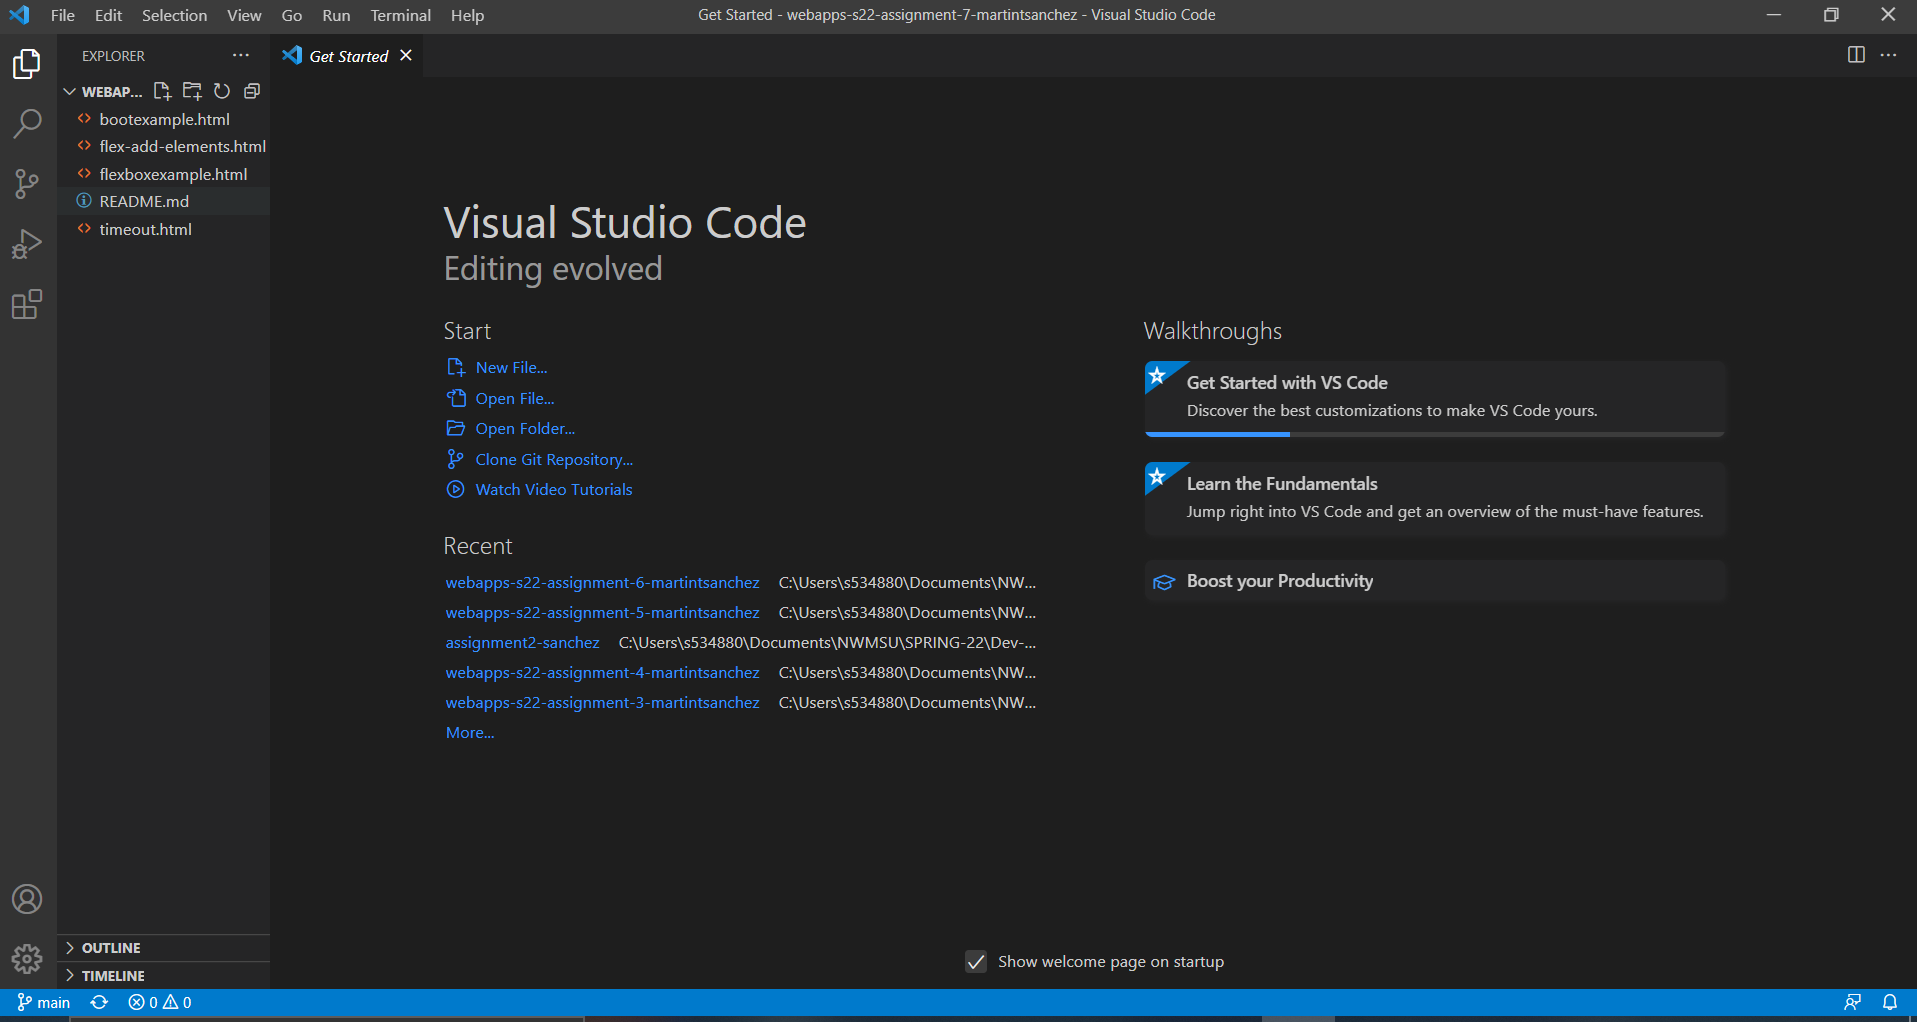 File Edit Selection View Go Run Terminal Help
Get Started - webapps-s22-assignment-7-martintsanchez - Visual Studio Code
EXPLORER
Get Started
WEBAP...
bootexample.html
flex-add-elements.html
flexboxexample.html
README.md
timeout.html
Visual Studio Code
Editing evolved
Start
New File...
Open File...
Open Folder...
Clone Git Repository...
Watch Video Tutorials
Recent
webapps-s22-assignment-6-martintsanchez C:\Users\s534880\Documents\NW...
webapps-s22-assignment-5-martintsanchez C:\Users\s534880\Documents\NW...
assignment2-sanchez C:\Users\s534880\Documents\NWMSU\SPRING-22\Dev-...
webapps-s22-assignment-4-martintsanchez C:\Users\s534880\Documents\NW...
webapps-s22-assignment-3-martintsanchez C:\Users\s534880\Documents\NW...
More...
Walkthroughs
Get Started with VS Code
Discover the best customizations to make VS Code yours.
Learn the Fundamentals
Jump right into VS Code and get an overview of the must-have features.
Boost your Productivity
Show welcome page on startup
OUTLINE
TIMELINE
main 0 0